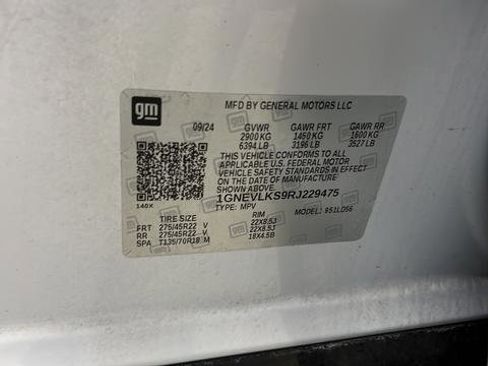 gm
MFD BY GENERAL MOTORS LLC
09/24 GVWR GAWR FRT GAWR RR
2900 KG 1450 KG 1600 KG
6394 LB 3196 LB 3527 LB
THIS VEHICLE CONFORMS TO ALL
APPLICABLE U.S. FEDERAL MOTOR
VEHICLE SAFETY STANDARDS IN EFFECT
ON THE DATE OF MANUFACTURE
SHOWN ABOVE.
1GNEVLKS9RJ229475
140X TYPE: MPV MODEL: 9S1LO56
TIRE SIZE RIM
FRT 275/45R22 V 22X8.5J
RR 275/45R22 V 22X8.5J
SPA T135/70R18 M 18X4.5B